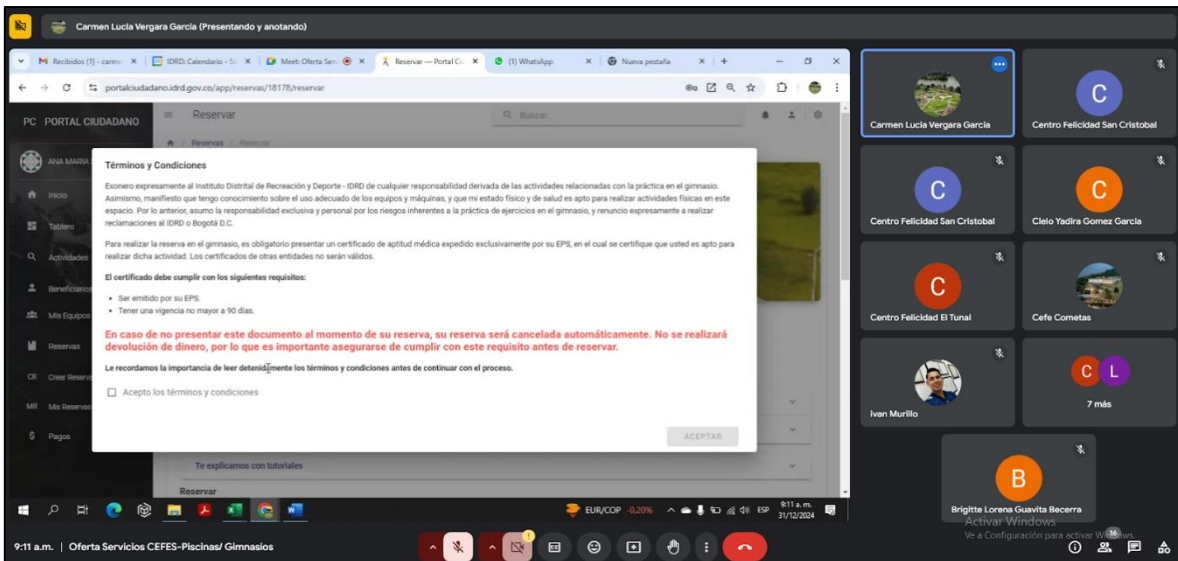 Carmen Lucia Vergara Garcia (Presentando y anotando)
Recibidos (1) - carme
IDRD: Calendario - S
Meet: Oferta Ser
Reservar — Portal Ci
(1) WhatsApp
Nueva pestaña
portalciudadano.idrd.gov.co/app/reservas/18178/reservar
PC PORTAL CIUDADANO
Reservar
Buscar
Reservas / Reservar
ANA MARIA
Inicio
Tablero
Actividades
Beneficiarios
Mis Equipos
Reservas
CR Crear Reserva
MR Mis Reservas
$ Pagos
Términos y Condiciones
Exonero expresamente al Instituto Distrital de Recreación y Deporte - IDRD de cualquier responsabilidad derivada de las actividades relacionadas con la práctica en el gimnasio.
Asimismo, manifiesto que tengo conocimiento sobre el uso adecuado de los equipos y máquinas, y que mi estado físico y de salud es apto para realizar actividades físicas en este
espacio. Por lo anterior, asumo la responsabilidad exclusiva y personal por los riesgos inherentes a la práctica de ejercicios en el gimnasio, y renuncio expresamente a realizar
reclamaciones al IDRD o Bogotá D.C.
Para realizar la reserva en el gimnasio, es obligatorio presentar un certificado de aptitud médica expedido exclusivamente por su EPS, en el cual se certifique que usted es apto para
realizar dicha actividad. Los certificados de otras entidades no serán válidos.
El certificado debe cumplir con los siguientes requisitos:
• Ser emitido por su EPS.
• Tener una vigencia no mayor a 90 días.
En caso de no presentar este documento al momento de su reserva, su reserva será cancelada automáticamente. No se realizará
devolución de dinero, por lo que es importante asegurarse de cumplir con este requisito antes de reservar.
Le recordamos la importancia de leer detenidamente los términos y condiciones antes de continuar con el proceso.
Acepto los términos y condiciones
ACEPTAR
Te explicamos con tutoriales
Reservar
EUR/COP -0,20%
ESP
9:11 a. m.
31/12/2024
Carmen Lucia Vergara Garcia
C
Centro Felicidad San Cristobal
C
Centro Felicidad San Cristobal
C
Cielo Yadira Gomez Garcia
C
Centro Felicidad El Tunal
Cefe Cometas
ivan Murillo
C L
7 más
B
Brigitte Lorena Guavita Becerra
Activar Windows
Ve a Configuración para activar Windows.
9:11 a.m. | Oferta Servicios CEFES-Piscinas/ Gimnasios
16